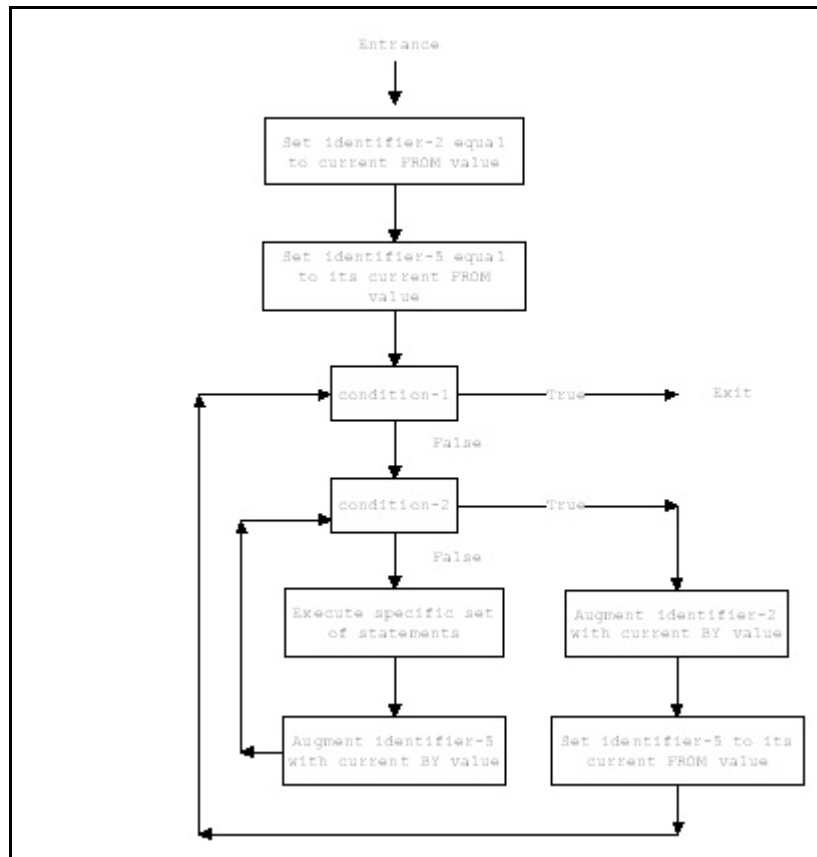 Entrance
Set identifier-2 equal
to current FROM value
Set identifier-5 equal
to its current FROM
value
condition-1
True
Exit
False
condition-2
True
False
Execute specific set
of statements
Augment identifier-2
with current BY value
Augment identifier-5
with current BY value
Set identifier-5 to its
current FROM value